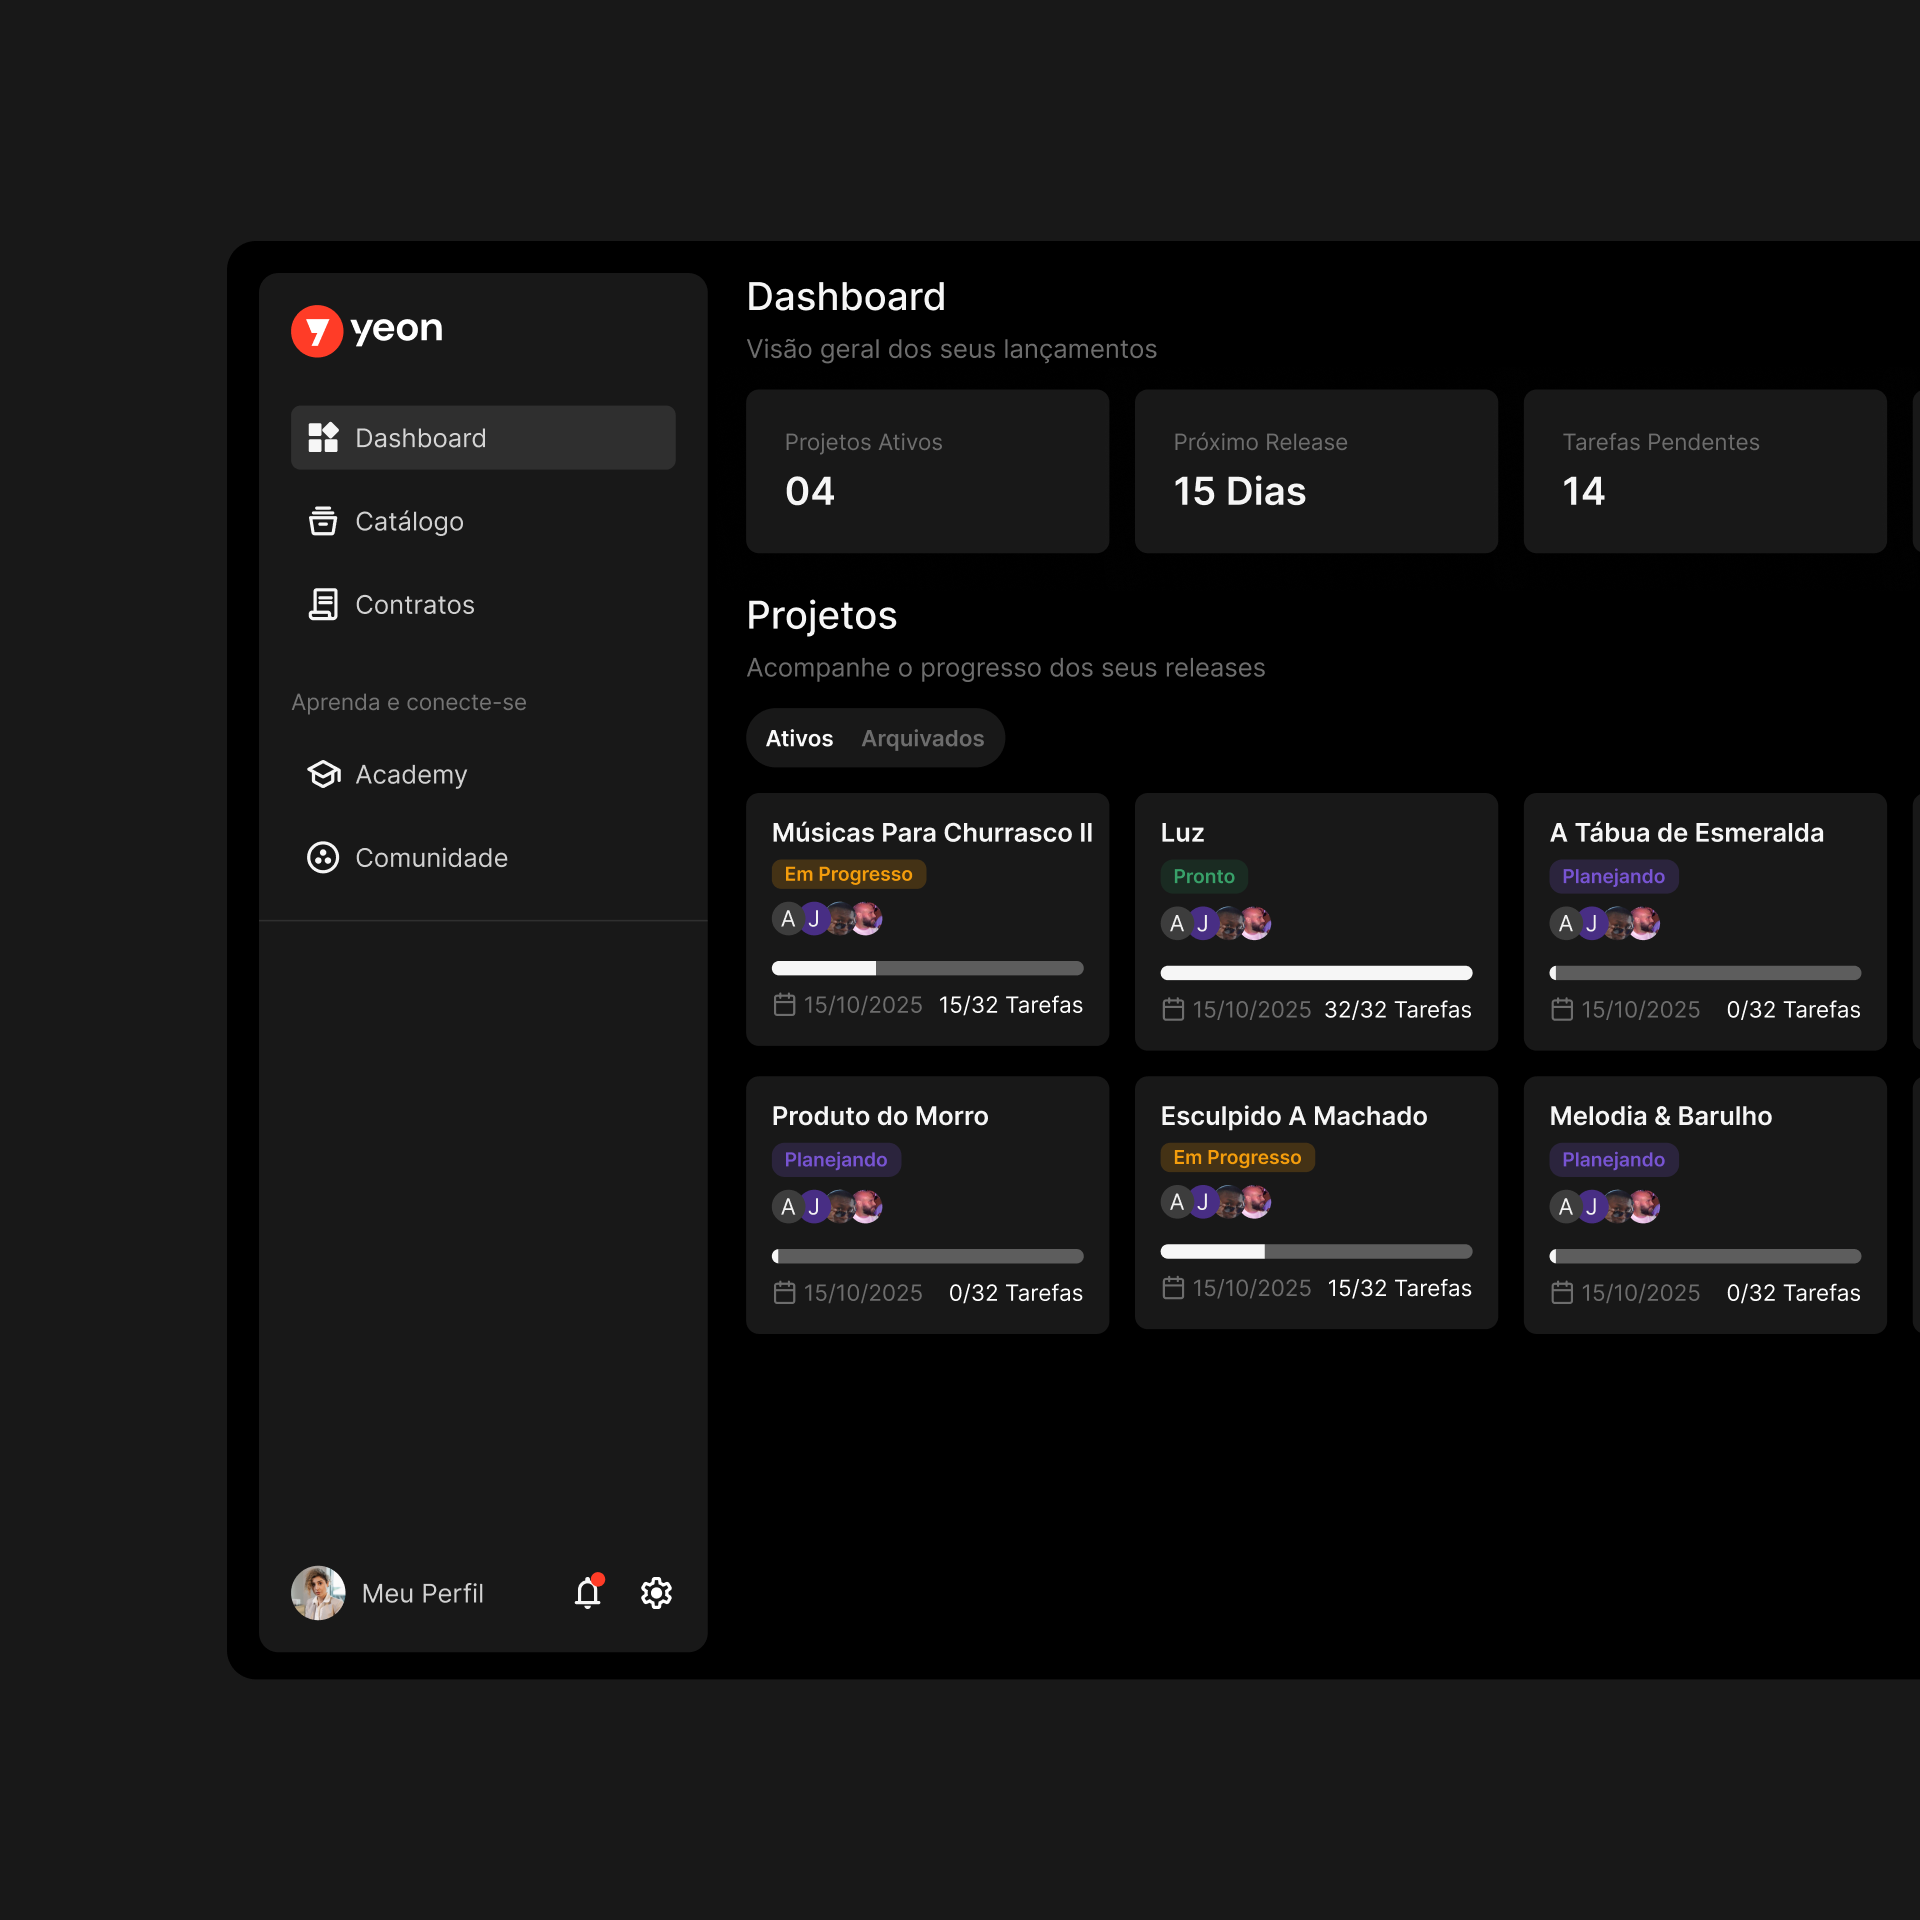 yeon
Dashboard
Catálogo
Contratos
Aprenda e conecte-se
Academy
Comunidade
Meu Perfil
Dashboard
Visão geral dos seus lançamentos
Projetos Ativos
04
Próximo Release
15 Dias
Tarefas Pendentes
14
Projetos
Acompanhe o progresso dos seus releases
Ativos Arquivados
Músicas Para Churrasco II
Em Progresso
A J
15/10/2025 15/32 Tarefas
Luz
Pronto
A J
15/10/2025 32/32 Tarefas
A Tábua de Esmeralda
Planejando
A J
15/10/2025 0/32 Tarefas
Produto do Morro
Planejando
A J
15/10/2025 0/32 Tarefas
Esculpido A Machado
Em Progresso
A J
15/10/2025 15/32 Tarefas
Melodia & Barulho
Planejando
A J
15/10/2025 0/32 Tarefas